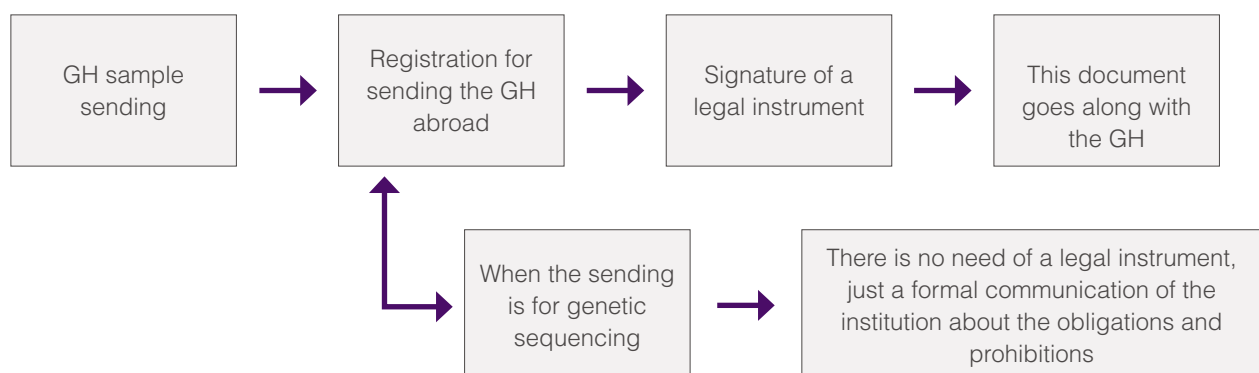 GH sample
sending
Registration for
sending the GH
abroad
Signature of a
legal instrument
This document
goes along with
the GH
When the sending
is for genetic
sequencing
There is no need of a legal instrument,
just a formal communication of the
institution about the obligations and
prohibitions